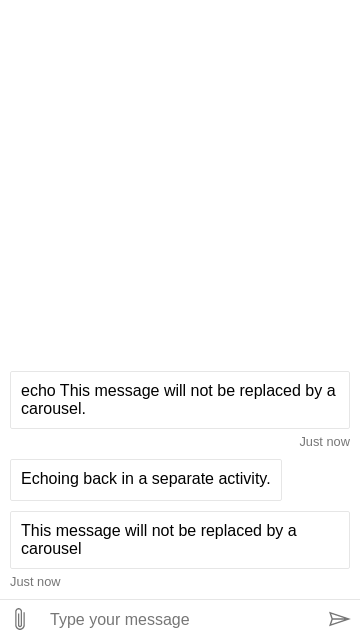 echo This message will not be replaced by a
carousel.
Just now
Echoing back in a separate activity.
This message will not be replaced by a
carousel
Just now
Type your message